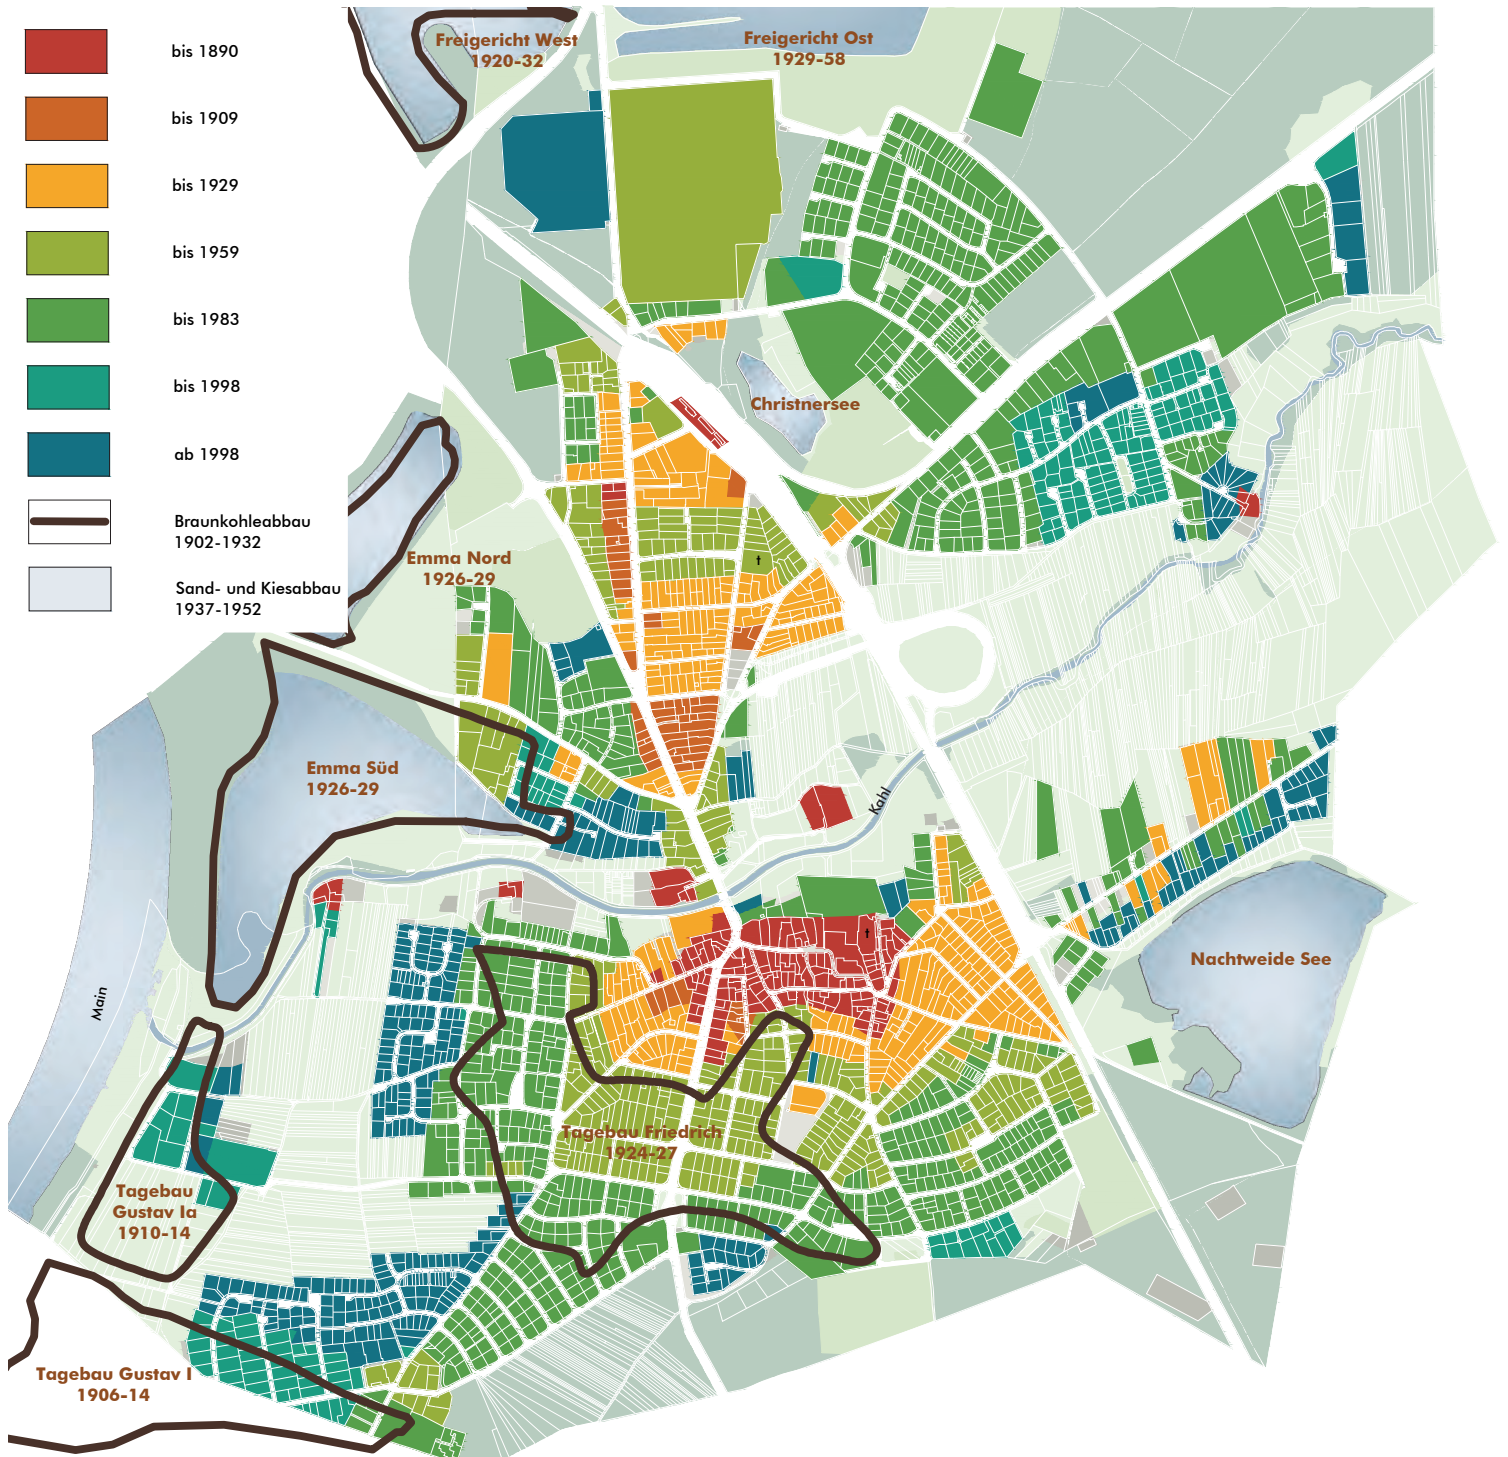 bis 1890
bis 1909
bis 1929
bis 1959
bis 1983
bis 1998
ab 1998
Braunkohleabbau
1902-1932
Sand- und Kiesabbau
1937-1952
Freigericht West
1920-32
Freigericht Ost
1929-58
Christnersee
Emma Nord
1926-29
Emma Süd
1926-29
Kahl
Nachtweide See
Main
Tagebau Friedrich
1924-27
Tagebau
Gustav Ia
1910-14
Tagebau Gustav I
1906-14